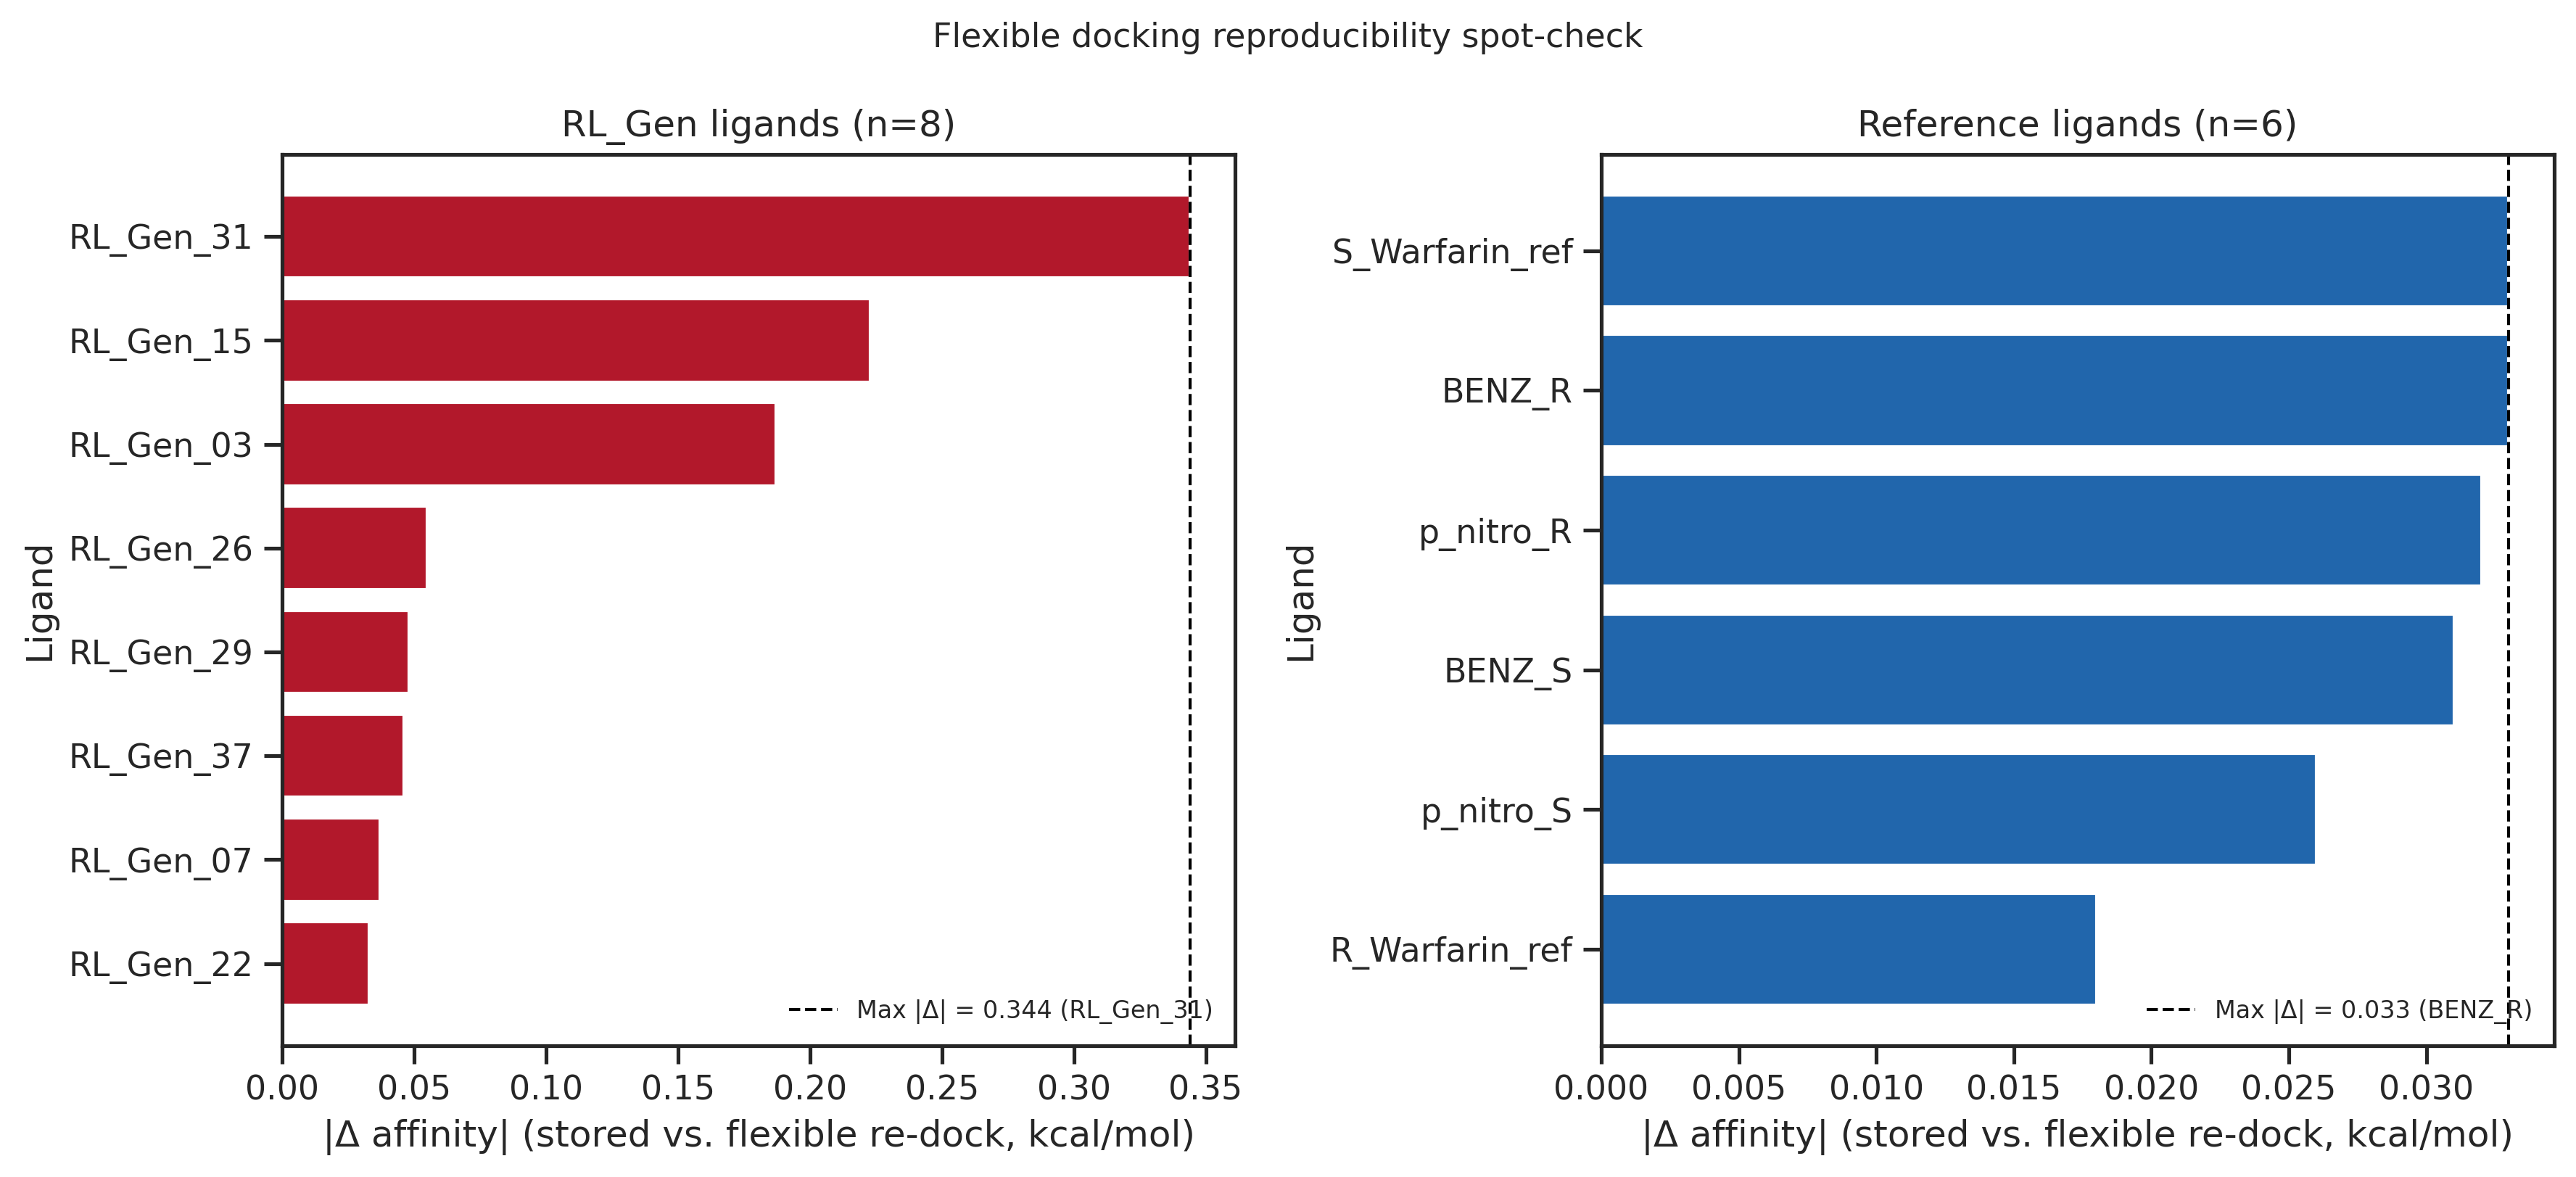 Flexible docking reproducibility spot-check
RL_Gen ligands (n=8)
Ligand
RL_Gen_31
RL_Gen_15
RL_Gen_03
RL_Gen_26
RL_Gen_29
RL_Gen_37
RL_Gen_07
RL_Gen_22
Max |Δ| = 0.344 (RL_Gen_31)
0.00 0.05 0.10 0.15 0.20 0.25 0.30 0.35
|Δ affinity| (stored vs. flexible re-dock, kcal/mol)
Reference ligands (n=6)
Ligand
S_Warfarin_ref
BENZ_R
p_nitro_R
BENZ_S
p_nitro_S
R_Warfarin_ref
Max |Δ| = 0.033 (BENZ_R)
0.000 0.005 0.010 0.015 0.020 0.025 0.030
|Δ affinity| (stored vs. flexible re-dock, kcal/mol)